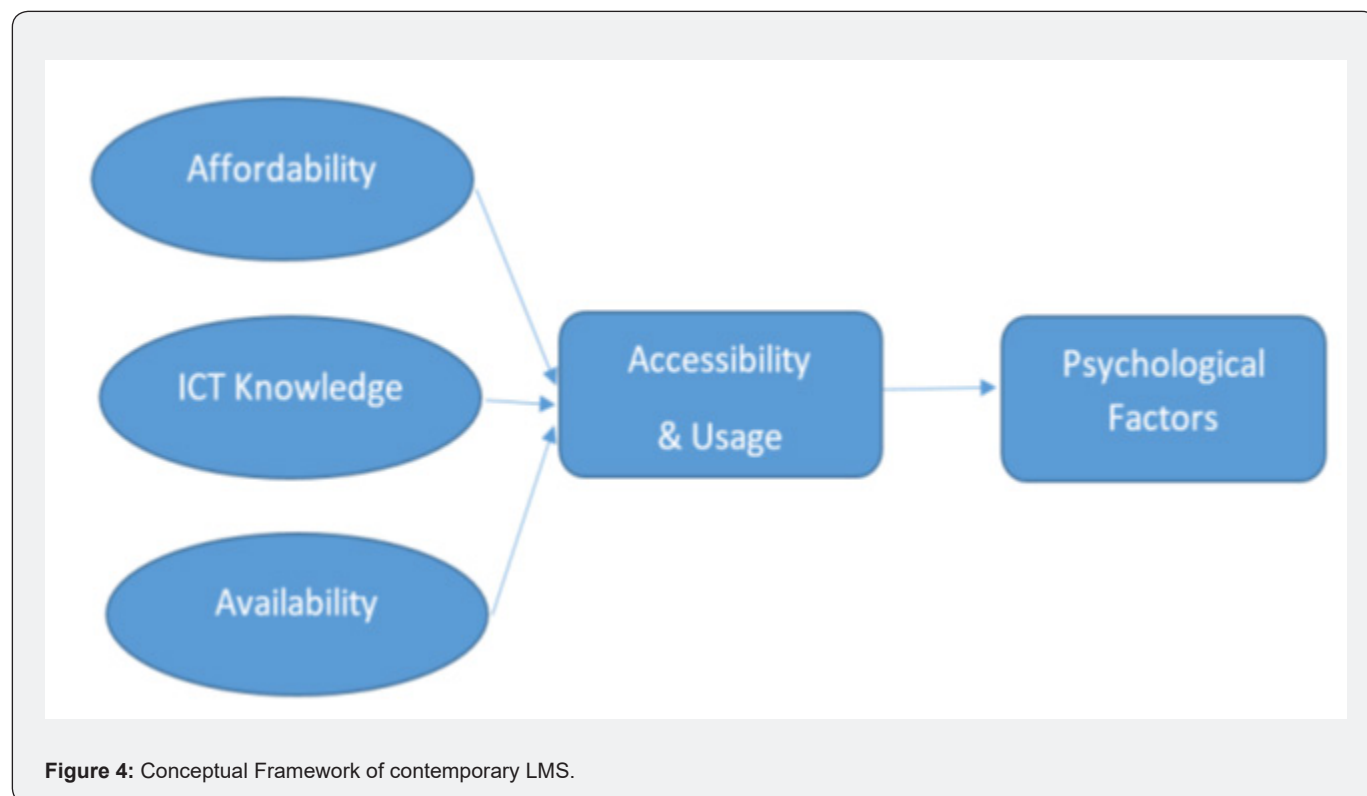 Affordability
ICT Knowledge
Availability
Accessibility
& Usage
Psychological
Factors
Figure 4: Conceptual Framework of contemporary LMS.